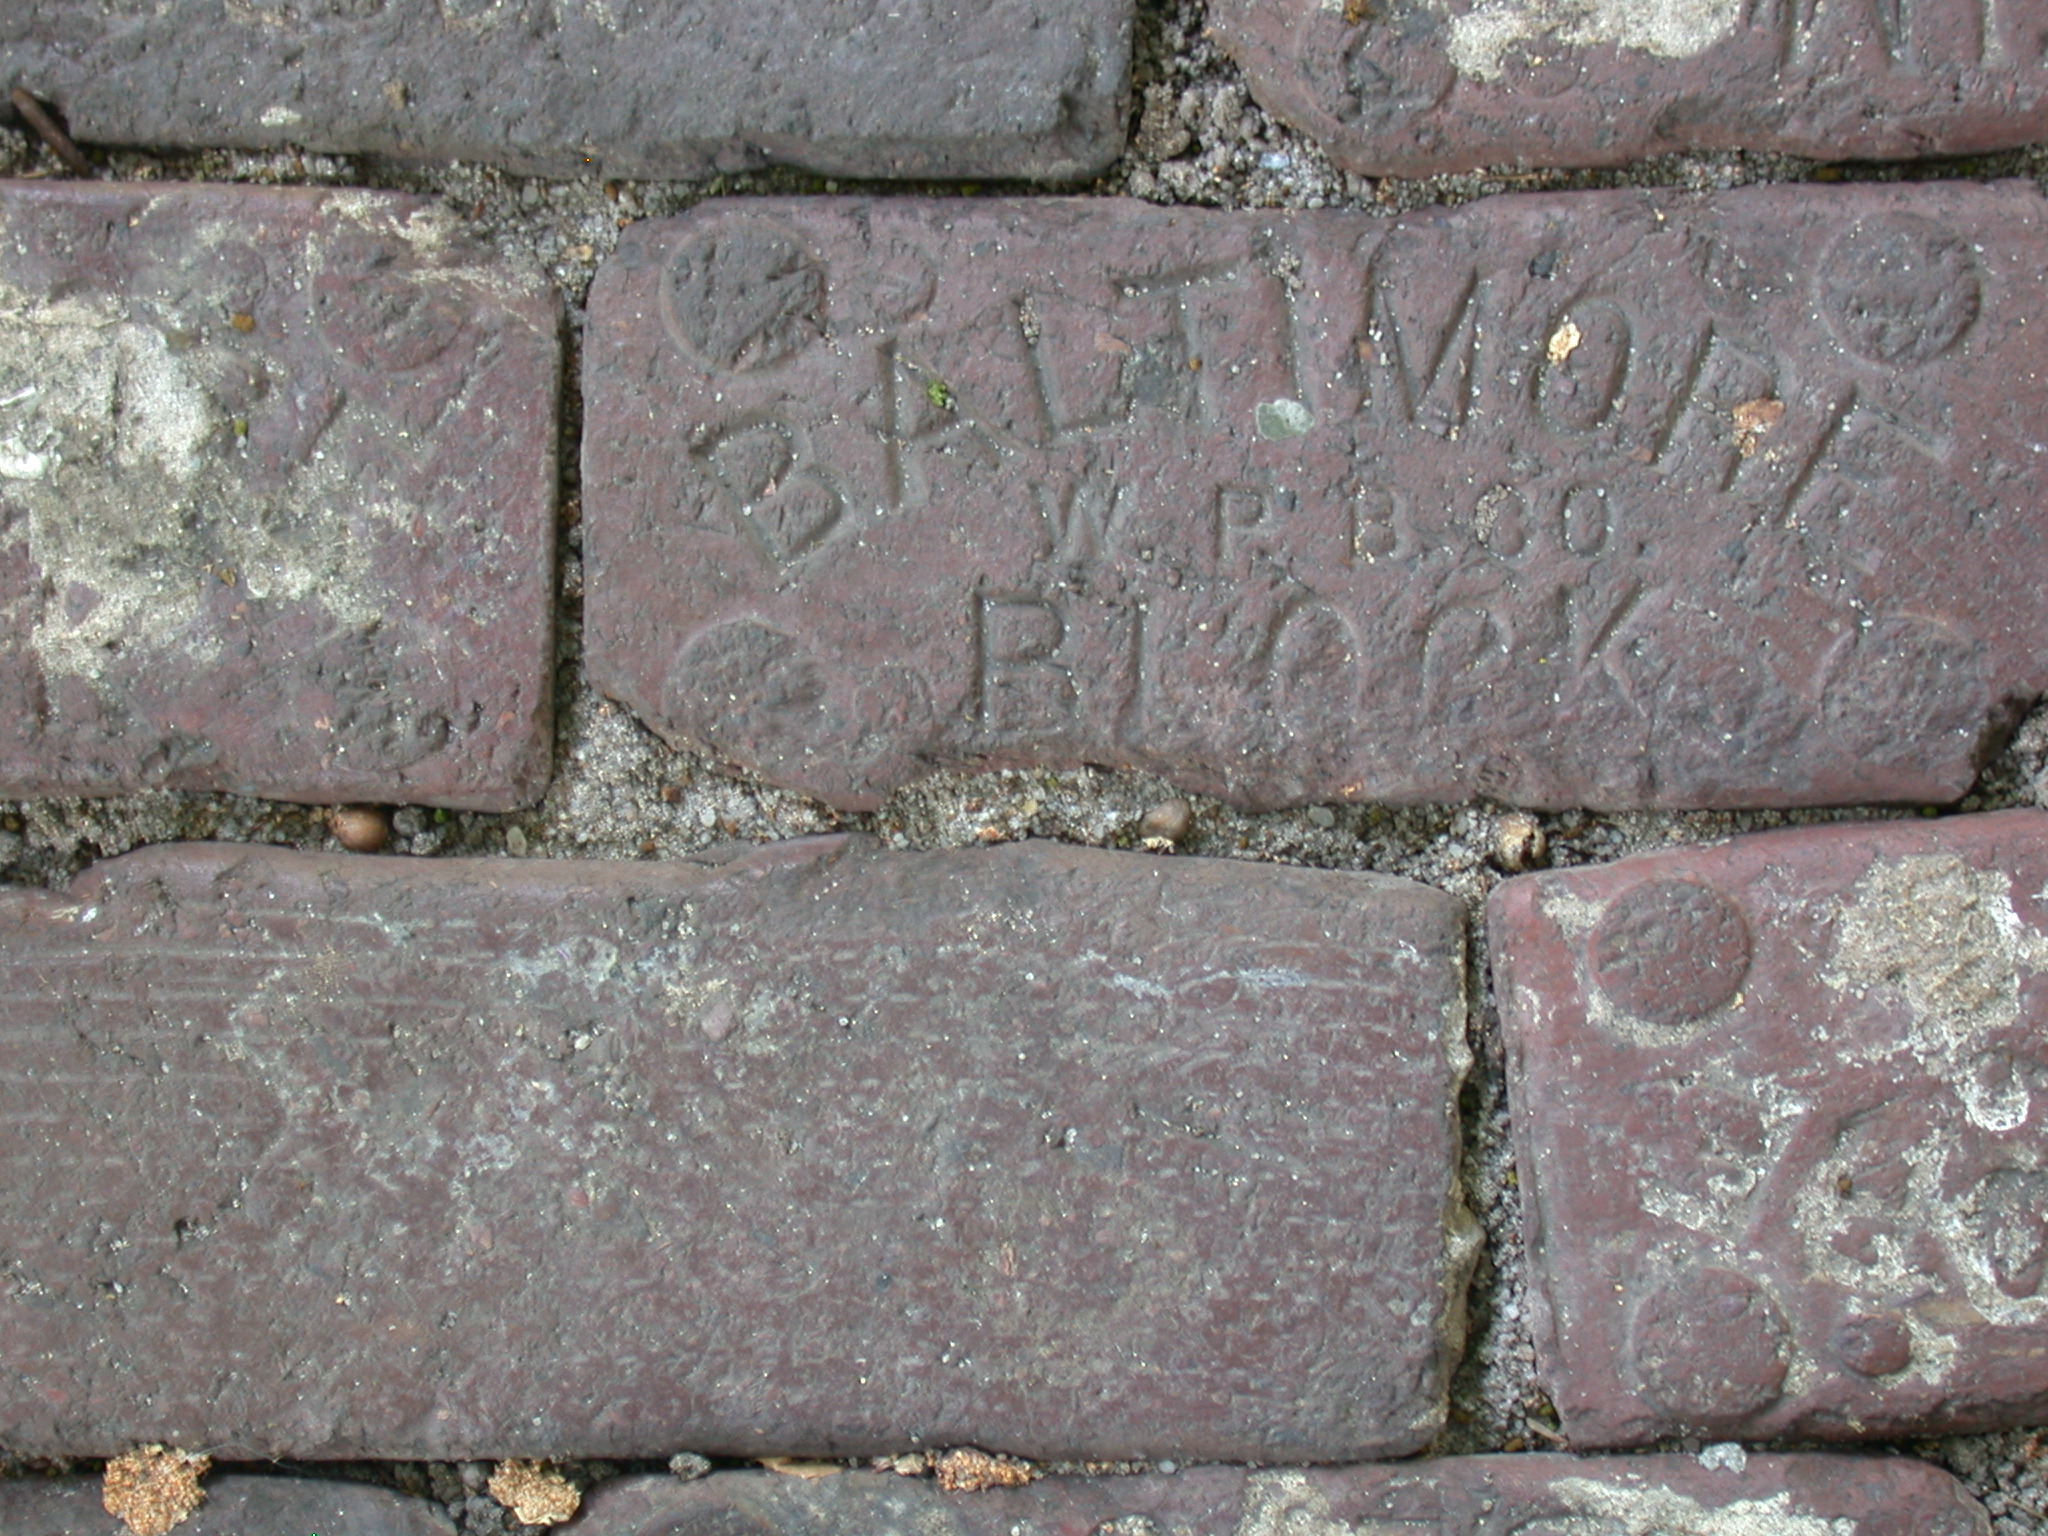 BALTIMORE
W. P. B. CO.
BLOCK